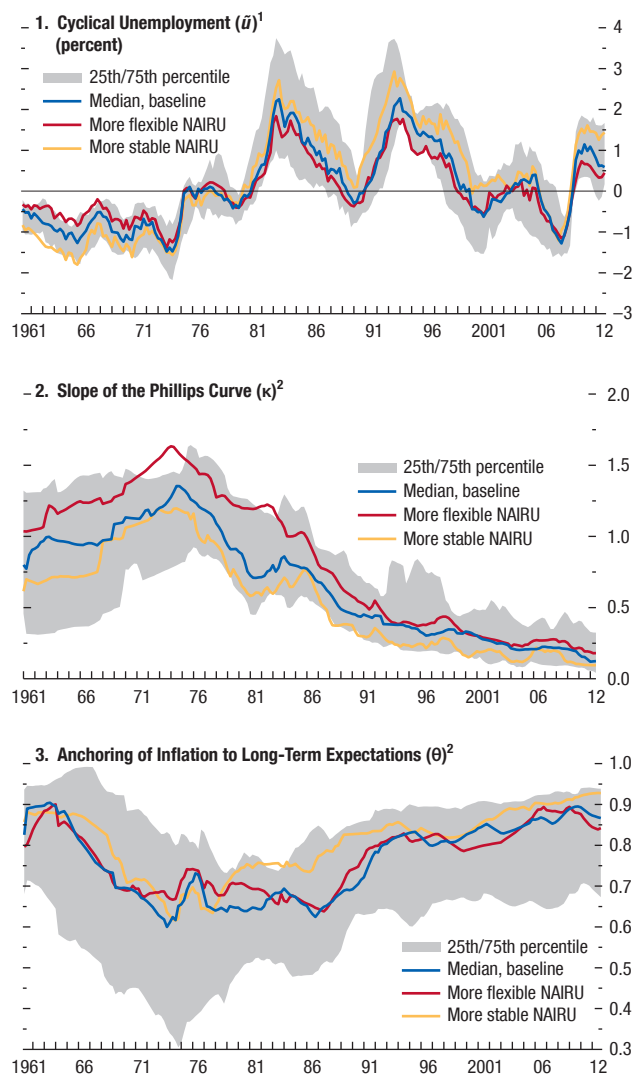 1. Cyclical Unemployment (ũ)¹
(percent)
25th/75th percentile
Median, baseline
More flexible NAIRU
More stable NAIRU
4
3
2
1
0
–1
–2
–3
1961 66 71 76 81 86 91 96 2001 06 12
2. Slope of the Phillips Curve (κ)²
25th/75th percentile
Median, baseline
More flexible NAIRU
More stable NAIRU
2.0
1.5
1.0
0.5
0.0
1961 66 71 76 81 86 91 96 2001 06 12
3. Anchoring of Inflation to Long-Term Expectations (θ)²
1.0
0.9
0.8
0.7
0.6
0.5
0.4
0.3
25th/75th percentile
Median, baseline
More flexible NAIRU
More stable NAIRU
1961 66 71 76 81 86 91 96 2001 06 12